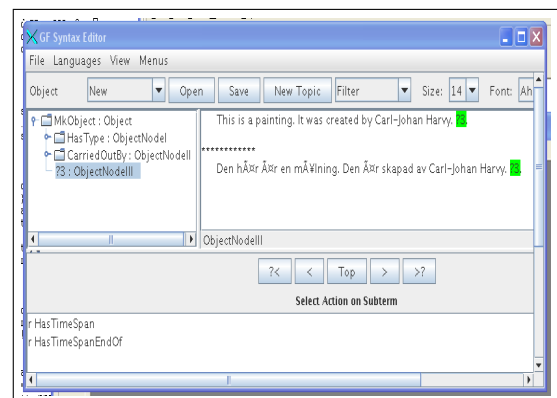 GF Syntax Editor
File Languages View Menus
Object New Open Save New Topic Filter Size: 14 Font: Ah
MkObject : Object
HasType : ObjectNodeI
CarriedOutBy : ObjectNodeII
?3 : ObjectNodeIII
This is a painting. It was created by Carl-Johan Harvy. ?3.
************
Den hÃ¤r Ã¤r en mÃ¥lning. Den Ã¤r skapad av Carl-Johan Harvy. ?3.
ObjectNodeIII
?< < Top > >?
Select Action on Subterm
r HasTimeSpan
r HasTimeSpanEndOf